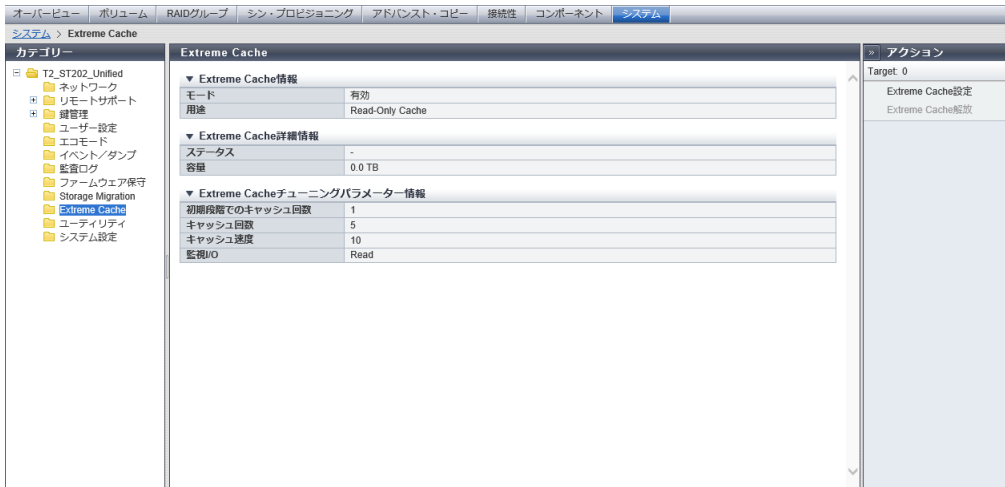 オーバービュー ボリューム RAIDグループ シン・プロビジョニング アドバンスト・コピー 接続性 コンポーネント システム
システム > Extreme Cache
カテゴリー
T2_ST202_Unified
ネットワーク
リモートサポート
鍵管理
ユーザー設定
エコモード
イベント/ダンプ
監査ログ
ファームウェア保守
Storage Migration
Extreme Cache
ユーティリティ
システム設定
Extreme Cache
▼ Extreme Cache情報
モード 有効
用途 Read-Only Cache
▼ Extreme Cache詳細情報
ステータス -
容量 0.0 TB
▼ Extreme Cacheチューニングパラメーター情報
初期段階でのキャッシュ回数 1
キャッシュ回数 5
キャッシュ速度 10
監視I/O Read
» アクション
Target: 0
Extreme Cache設定
Extreme Cache解放